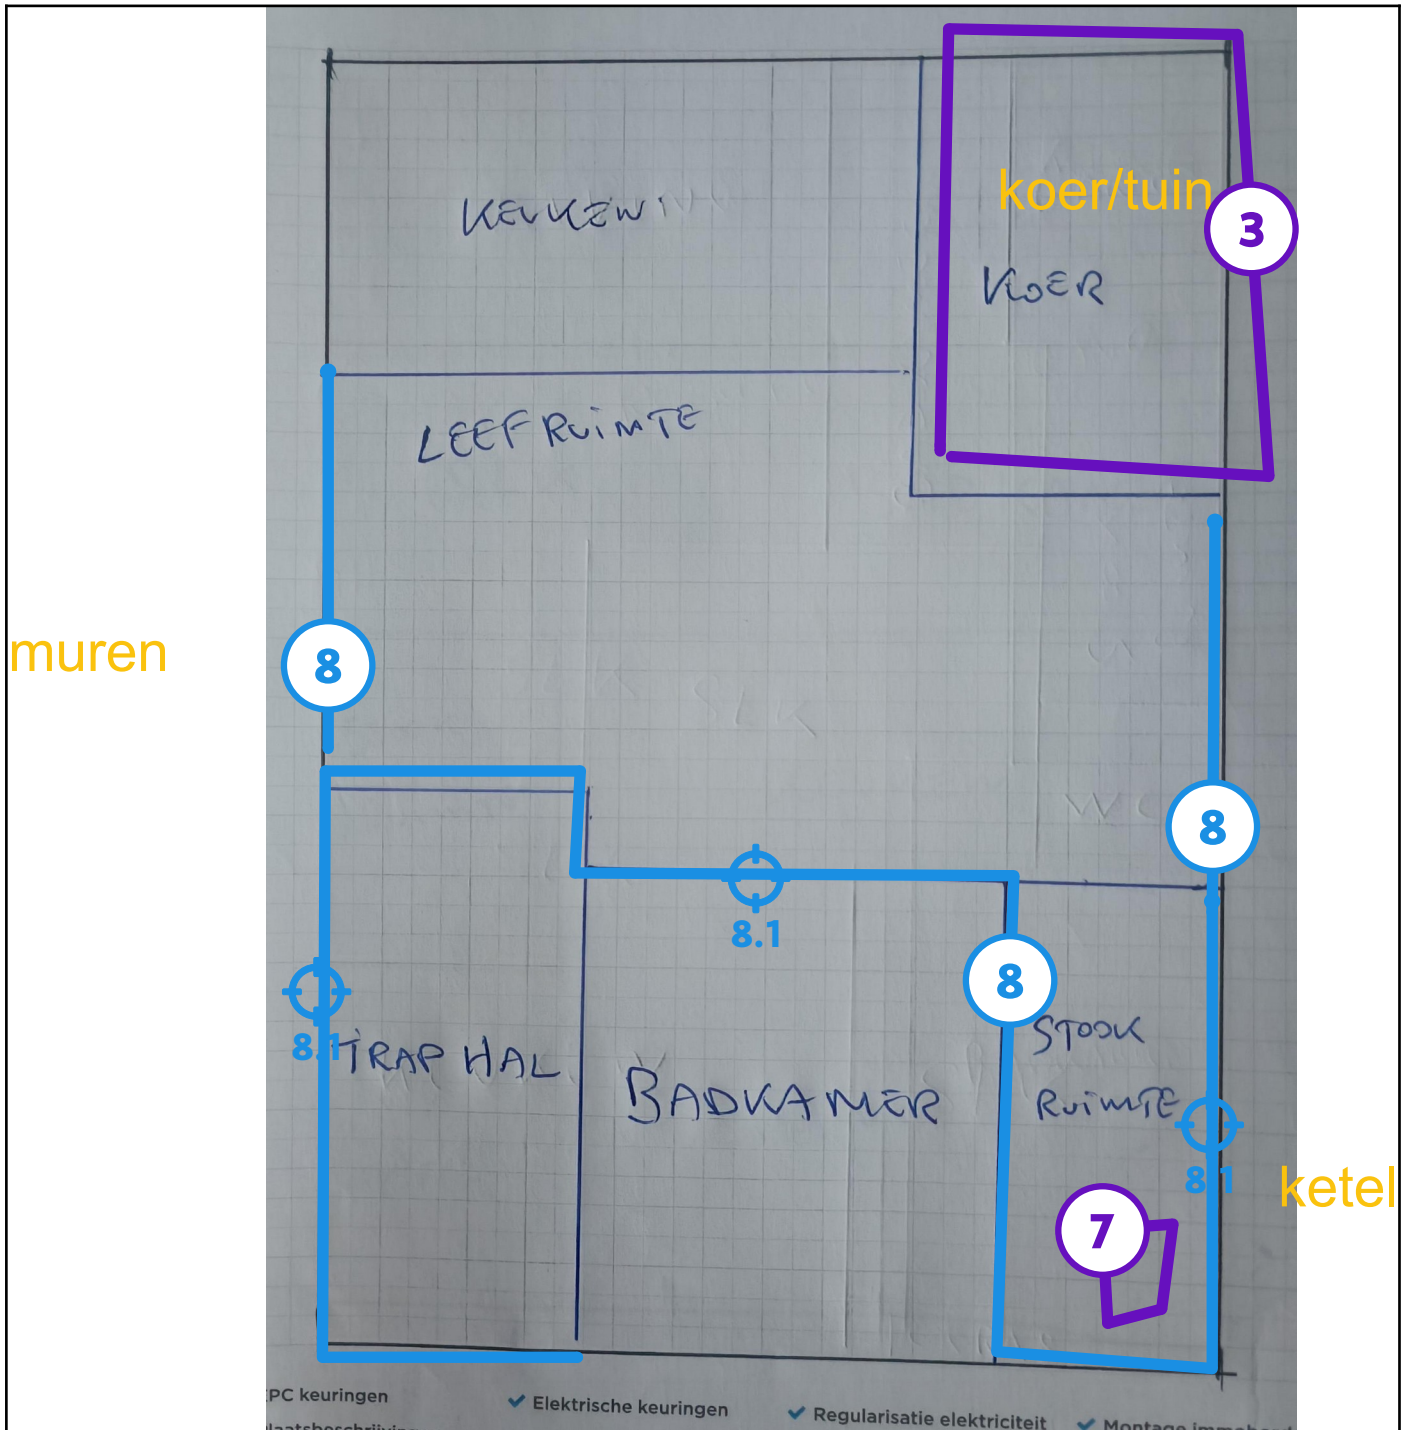 KEUKEN
koer/tuin
3
KOER
LEEFRUIMTE
muren
8
8
8.1
8
STOOK
8.1
TRAP HAL
BADKAMER
RUIMTE
8.1
ketel
7
EPC keuringen
Elektrische keuringen
Regularisatie elektriciteit